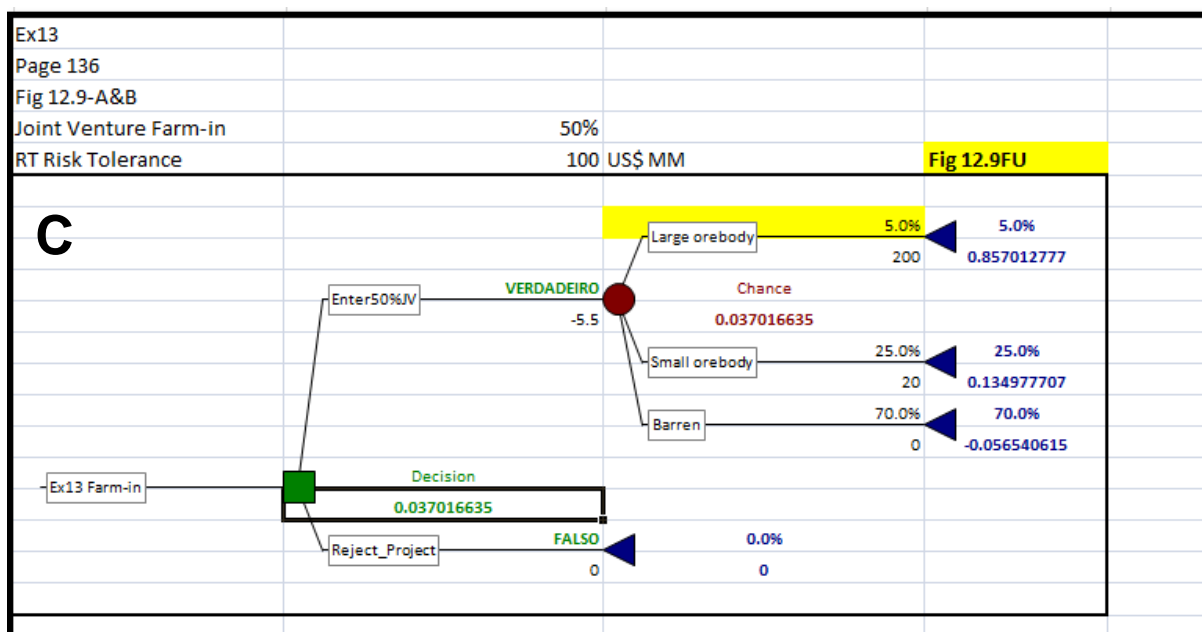 Ex13
Page 136
Fig 12.9-A&B
Joint Venture Farm-in 50%
RT Risk Tolerance 100 US$ MM Fig 12.9FU
C
5.0% 5.0%
Large orebody
200 0.857012777
VERDADEIRO Chance
Enter50%JV
-5.5 0.037016635
25.0% 25.0%
Small orebody
20 0.134977707
70.0% 70.0%
Barren
0 -0.056540615
Decision
Ex13 Farm-in
0.037016635
FALSO 0.0%
Reject_Project
0 0